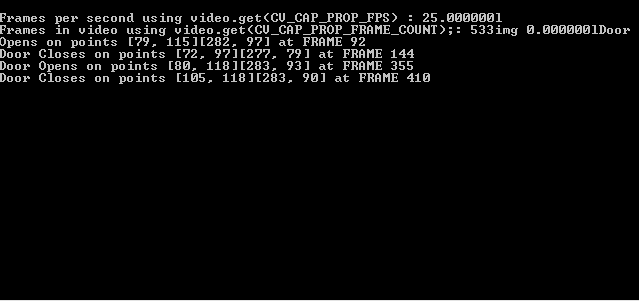 Frames per second using video.get(CV_CAP_PROP_FPS) : 25.000000l
Frames in video using video.get(CV_CAP_PROP_FRAME_COUNT);: 533img 0.000000lDoor
Opens on points [79, 115][282, 97] at FRAME 92
Door Closes on points [72, 97][277, 79] at FRAME 144
Door Opens on points [80, 118][283, 93] at FRAME 355
Door Closes on points [105, 118][283, 90] at FRAME 410